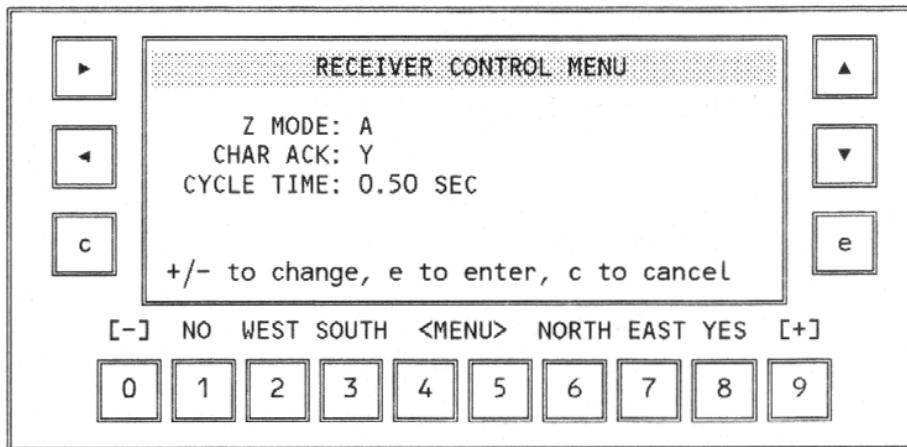 RECEIVER CONTROL MENU
Z MODE: A
CHAR ACK: Y
CYCLE TIME: 0.50 SEC
c
e
+/- to change, e to enter, c to cancel
[-] NO WEST SOUTH <MENU> NORTH EAST YES [+]
0 1 2 3 4 5 6 7 8 9